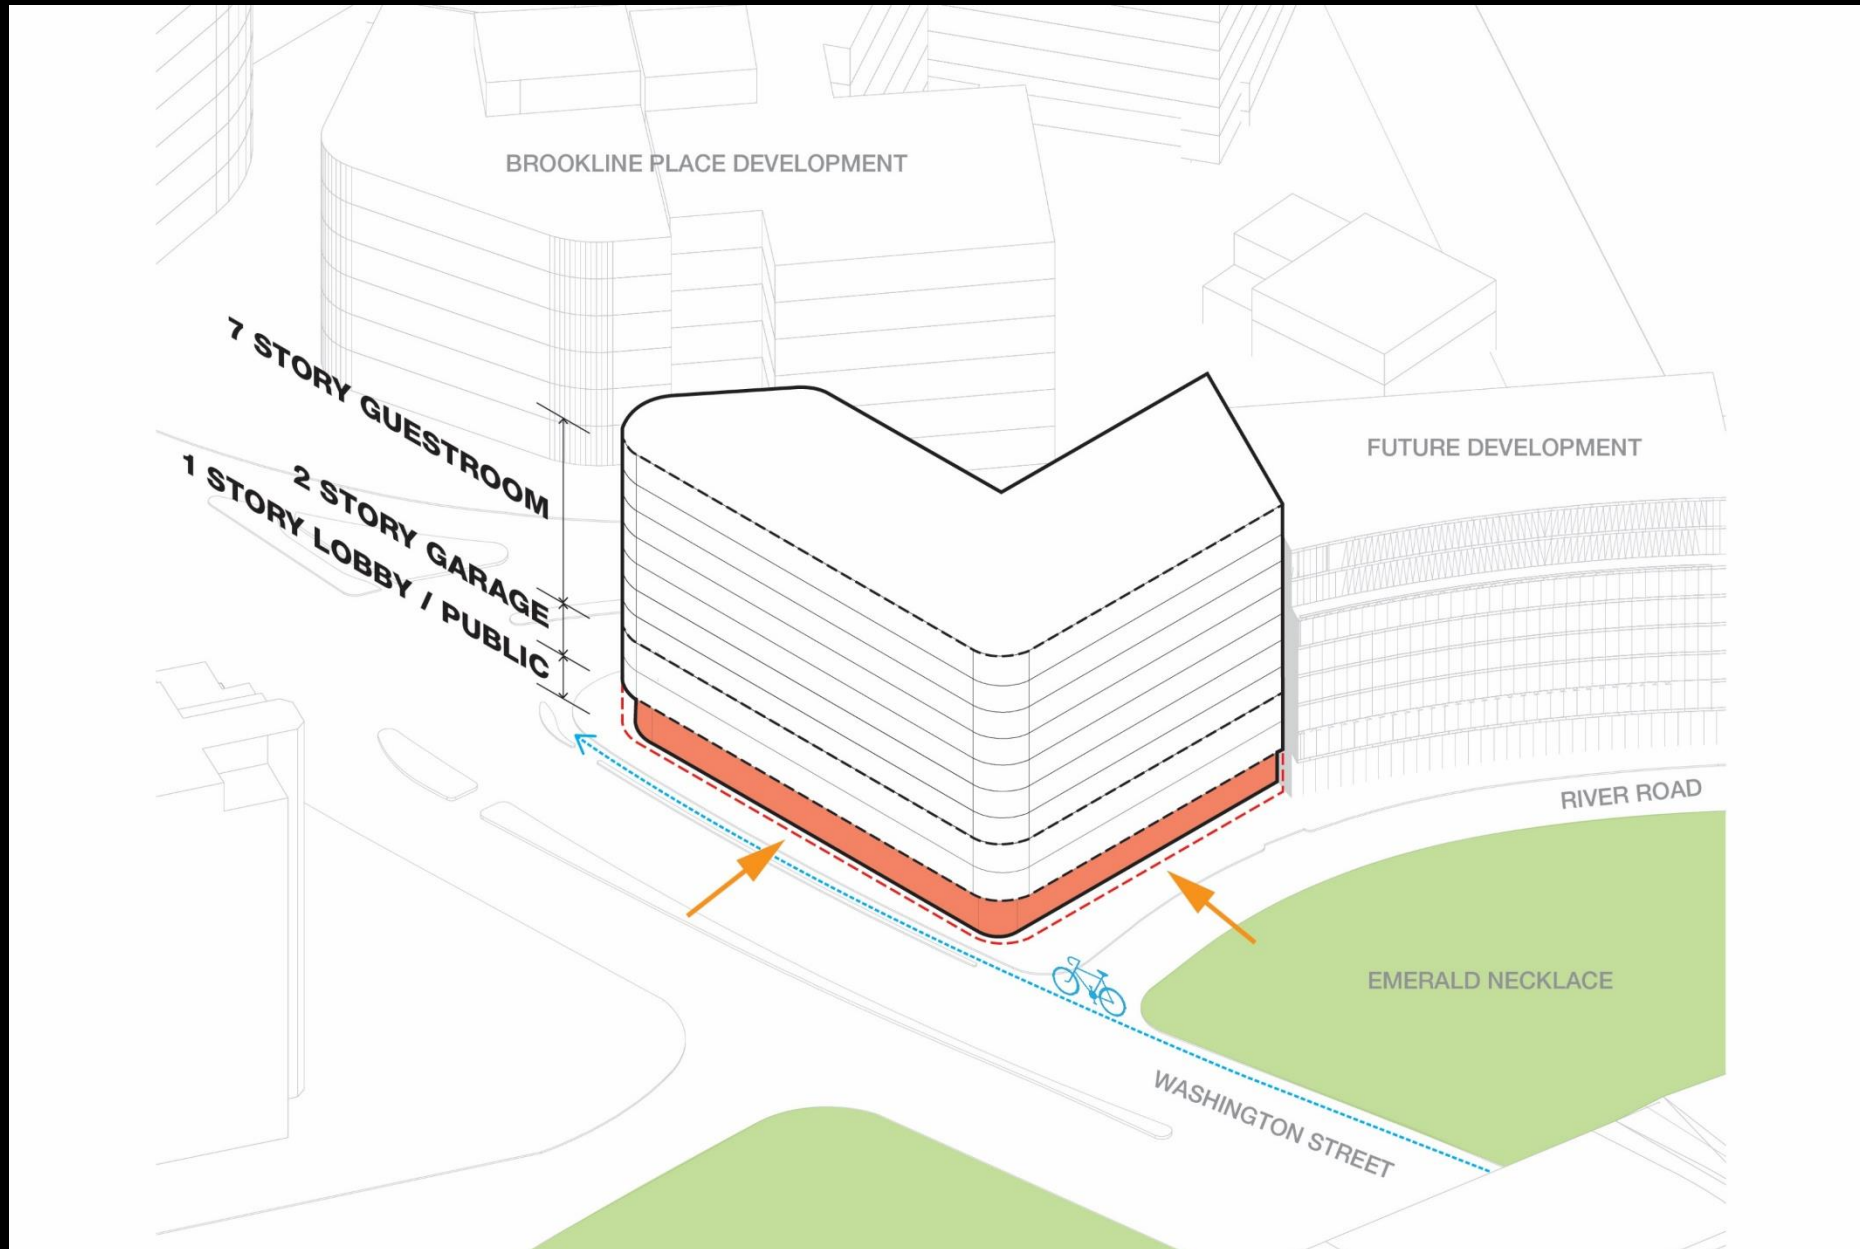 BROOKLINE PLACE DEVELOPMENT
7 STORY GUESTROOM
2 STORY GARAGE
1 STORY LOBBY / PUBLIC
FUTURE DEVELOPMENT
RIVER ROAD
EMERALD NECKLACE
WASHINGTON STREET